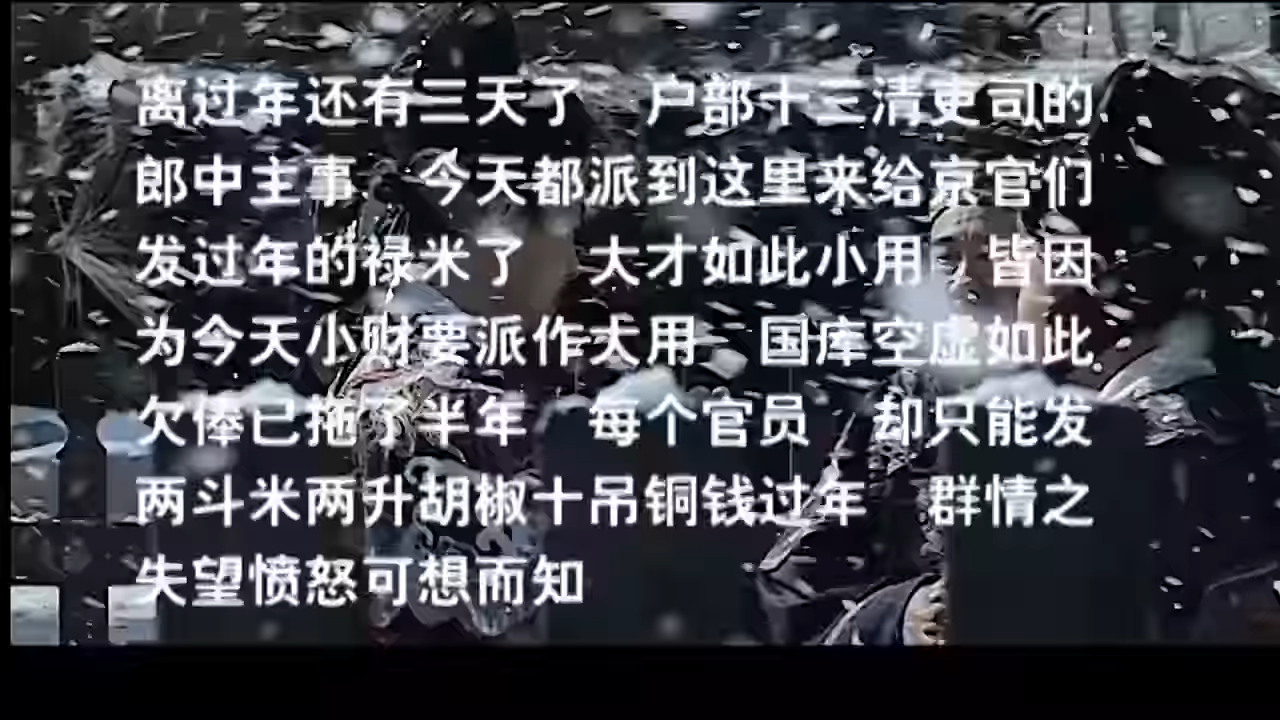 离过年还有三天了 户部十三清吏司的
郎中主事 今天都派到这里来给京官们
发过年的禄米了 大才如此小用 皆因
为今天小财要派作大用 国库空虚如此
欠俸已拖了半年 每个官员 却只能发
两斗米两升胡椒十吊铜钱过年 群情之
失望愤怒可想而知